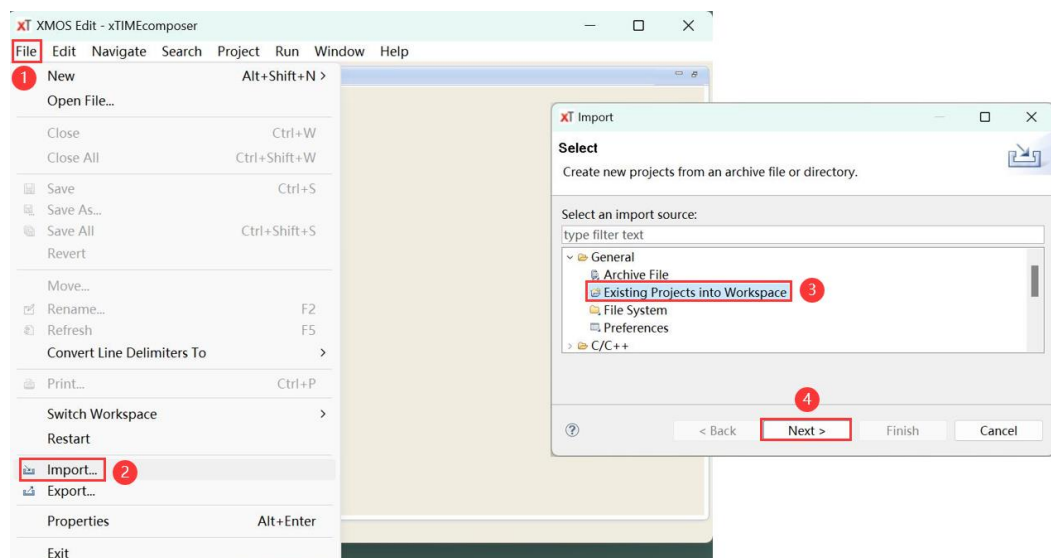 XT XMOS Edit - xTIMEcomposer
File Edit Navigate Search Project Run Window Help
1
New Alt+Shift+N >
Open File...
Close Ctrl+W
Close All Ctrl+Shift+W
Save Ctrl+S
Save As...
Save All Ctrl+Shift+S
Revert
Move...
Rename... F2
Refresh F5
Convert Line Delimiters To >
Print... Ctrl+P
Switch Workspace >
Restart
Import... 2
Export...
Properties Alt+Enter
Exit
XT Import
Select
Create new projects from an archive file or directory.
Select an import source:
type filter text
General
Archive File
Existing Projects into Workspace 3
File System
Preferences
> C/C++
4
? < Back Next > Finish Cancel